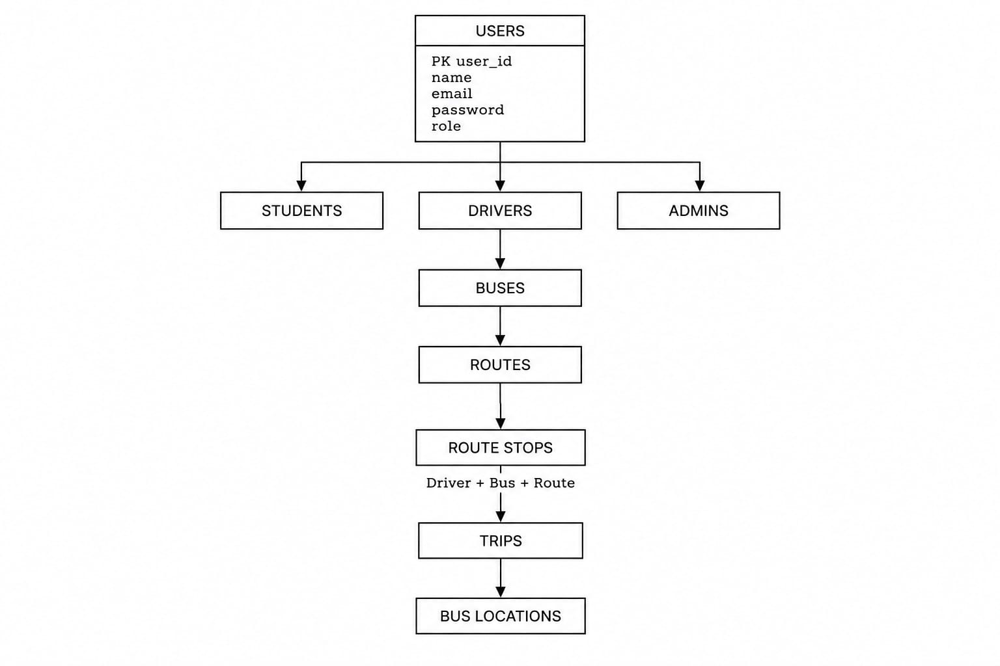 USERS
PK user_id
name
email
password
role
STUDENTS
DRIVERS
ADMINS
BUSES
ROUTES
ROUTE STOPS
Driver + Bus + Route
TRIPS
BUS LOCATIONS